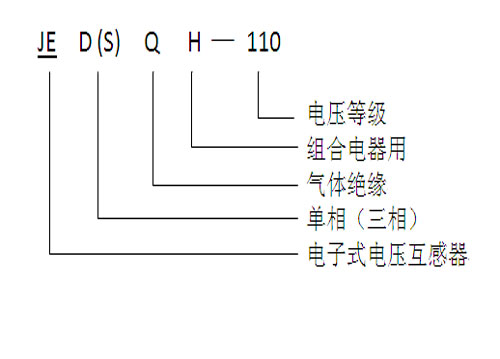 JE D(S) Q H — 110
电压等级
组合电器用
气体绝缘
单相（三相）
电子式电压互感器